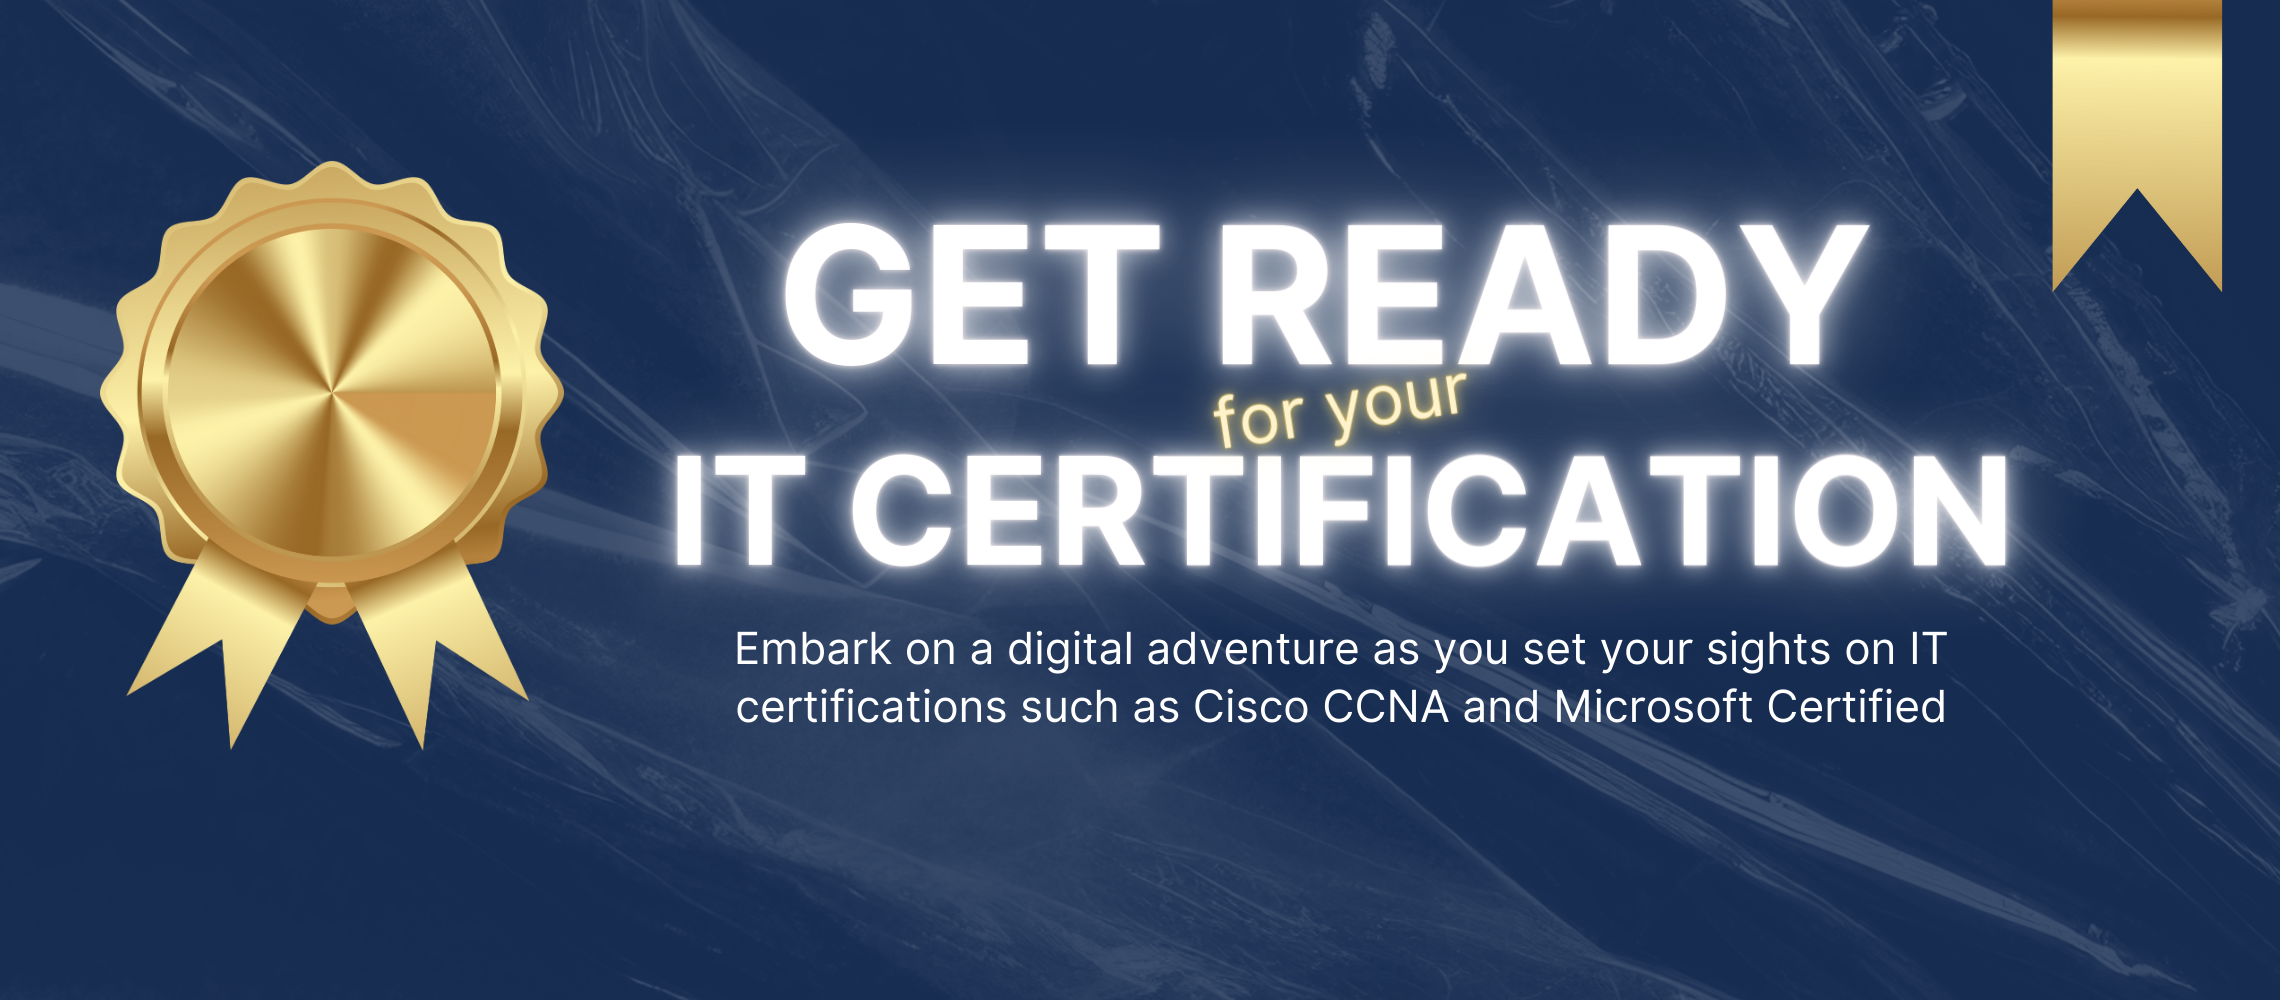 GET READY
for your
IT CERTIFICATION
Embark on a digital adventure as you set your sights on IT
certifications such as Cisco CCNA and Microsoft Certified